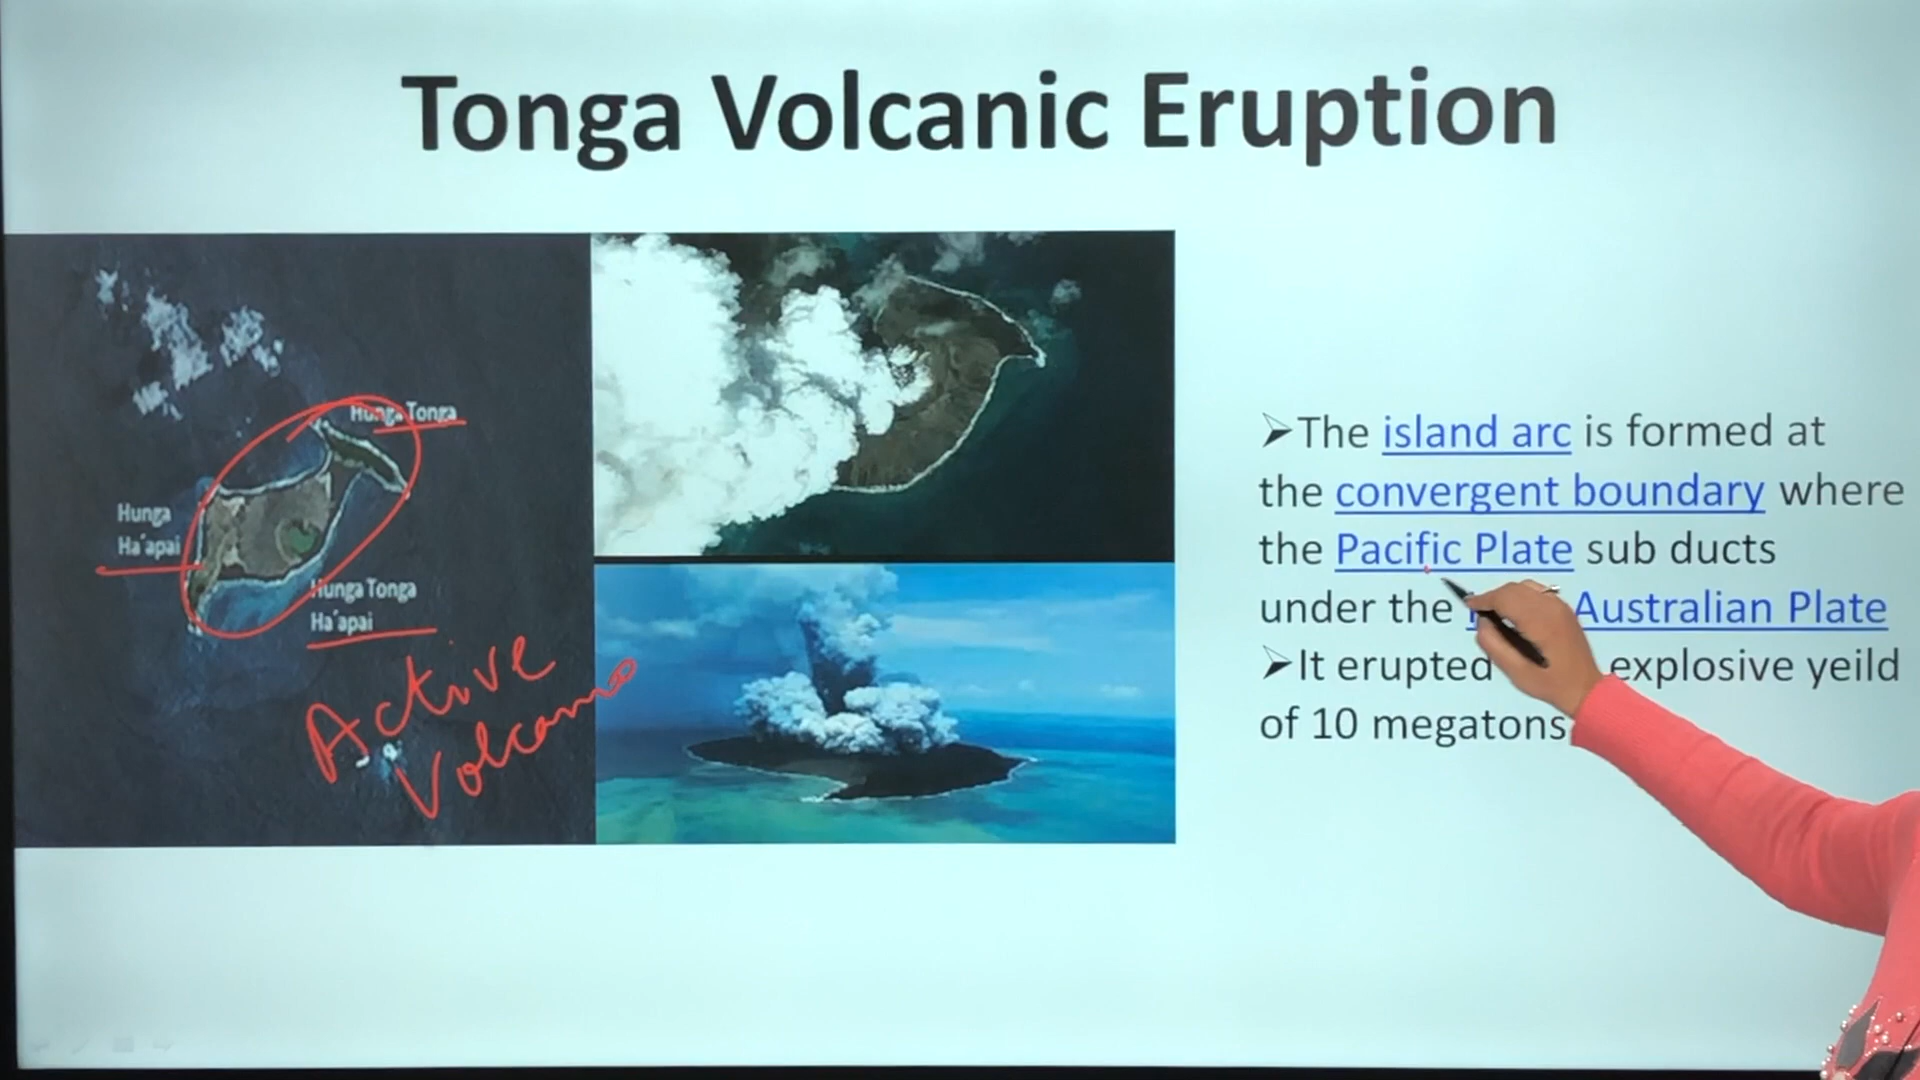 Tonga Volcanic Eruption
Hunga Tonga
Hunga
Ha'apai
Hunga Tonga
Ha'apai
Active
Volcano
➢The island arc is formed at
the convergent boundary where
the Pacific Plate sub ducts
under the Australian Plate
➢It erupted explosive yeild
of 10 megatons